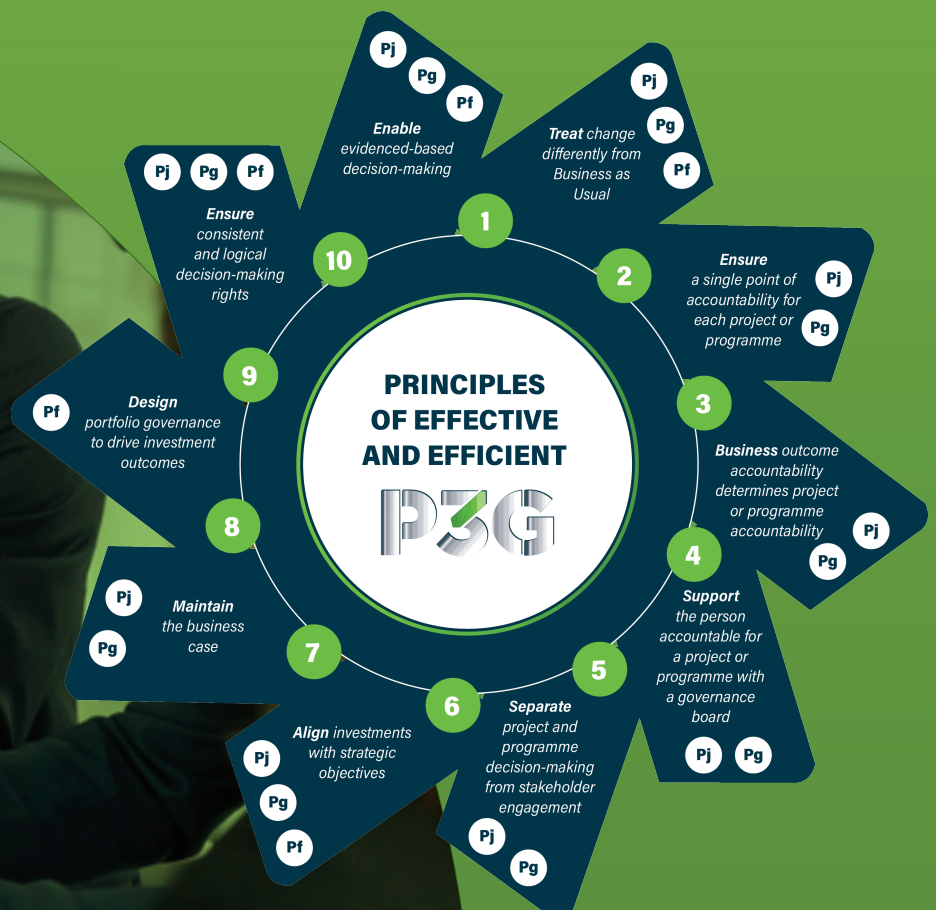 PRINCIPLES
OF EFFECTIVE
AND EFFICIENT
P3G
1
Treat change
differently from
Business as
Usual
Pj
Pg
Pf
2
Ensure
a single point of
accountability for
each project or
programme
Pj
Pg
3
Business outcome
accountability
determines project
or programme
accountability
Pj
Pg
4
Support
the person
accountable for
a project or
programme with
a governance
board
Pj Pg
5
Separate
project and
programme
decision-making
from stakeholder
engagement
Pj
Pg
6
Align investments
with strategic
objectives
Pj
Pg
Pf
7
Maintain
the business
case
Pj
Pg
8
Design
portfolio governance
to drive investment
outcomes
Pf
9
Ensure
consistent
and logical
decision-making
rights
Pj Pg Pf
10
Enable
evidenced-based
decision-making
Pj
Pg
Pf